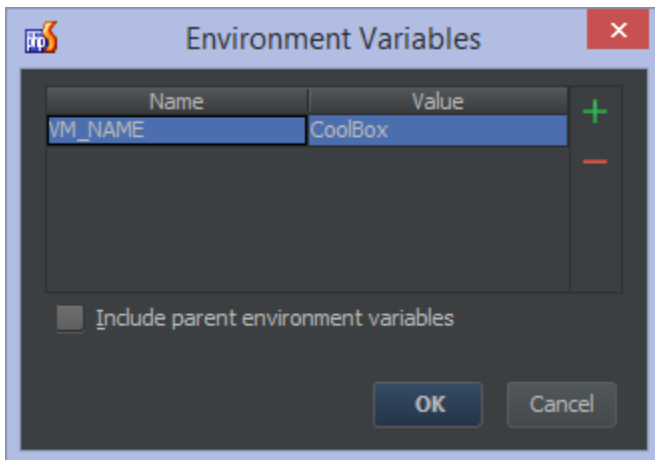 Environment Variables
Name Value
VM_NAME CoolBox
Include parent environment variables
OK Cancel